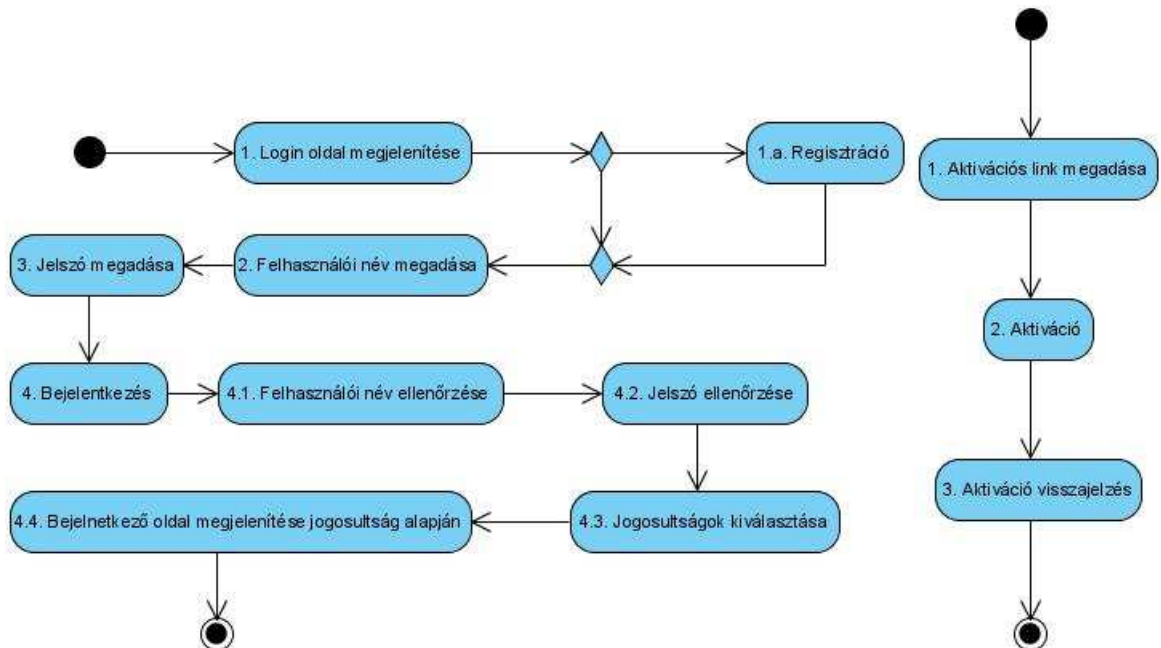 1. Login oldal megjelenítése
1.a. Regisztráció
3. Jelszó megadása
2. Felhasználói név megadása
4. Bejelentkezés
4.1. Felhasználói név ellenőrzése
4.2. Jelszó ellenőrzése
4.4. Bejelnetkező oldal megjelenítése jogosultság alapján
4.3. Jogosultságok kiválasztása
1. Aktivációs link megadása
2. Aktiváció
3. Aktiváció visszajelzés